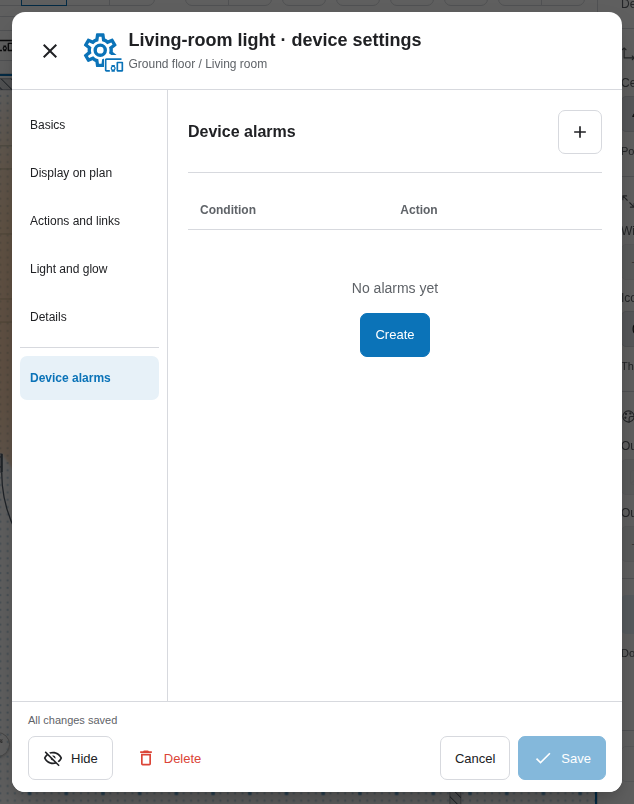 Living-room light · device settings
Ground floor / Living room
Basics
Display on plan
Actions and links
Light and glow
Details
Device alarms
Device alarms
Condition
Action
No alarms yet
Create
All changes saved
Hide
Delete
Cancel
Save